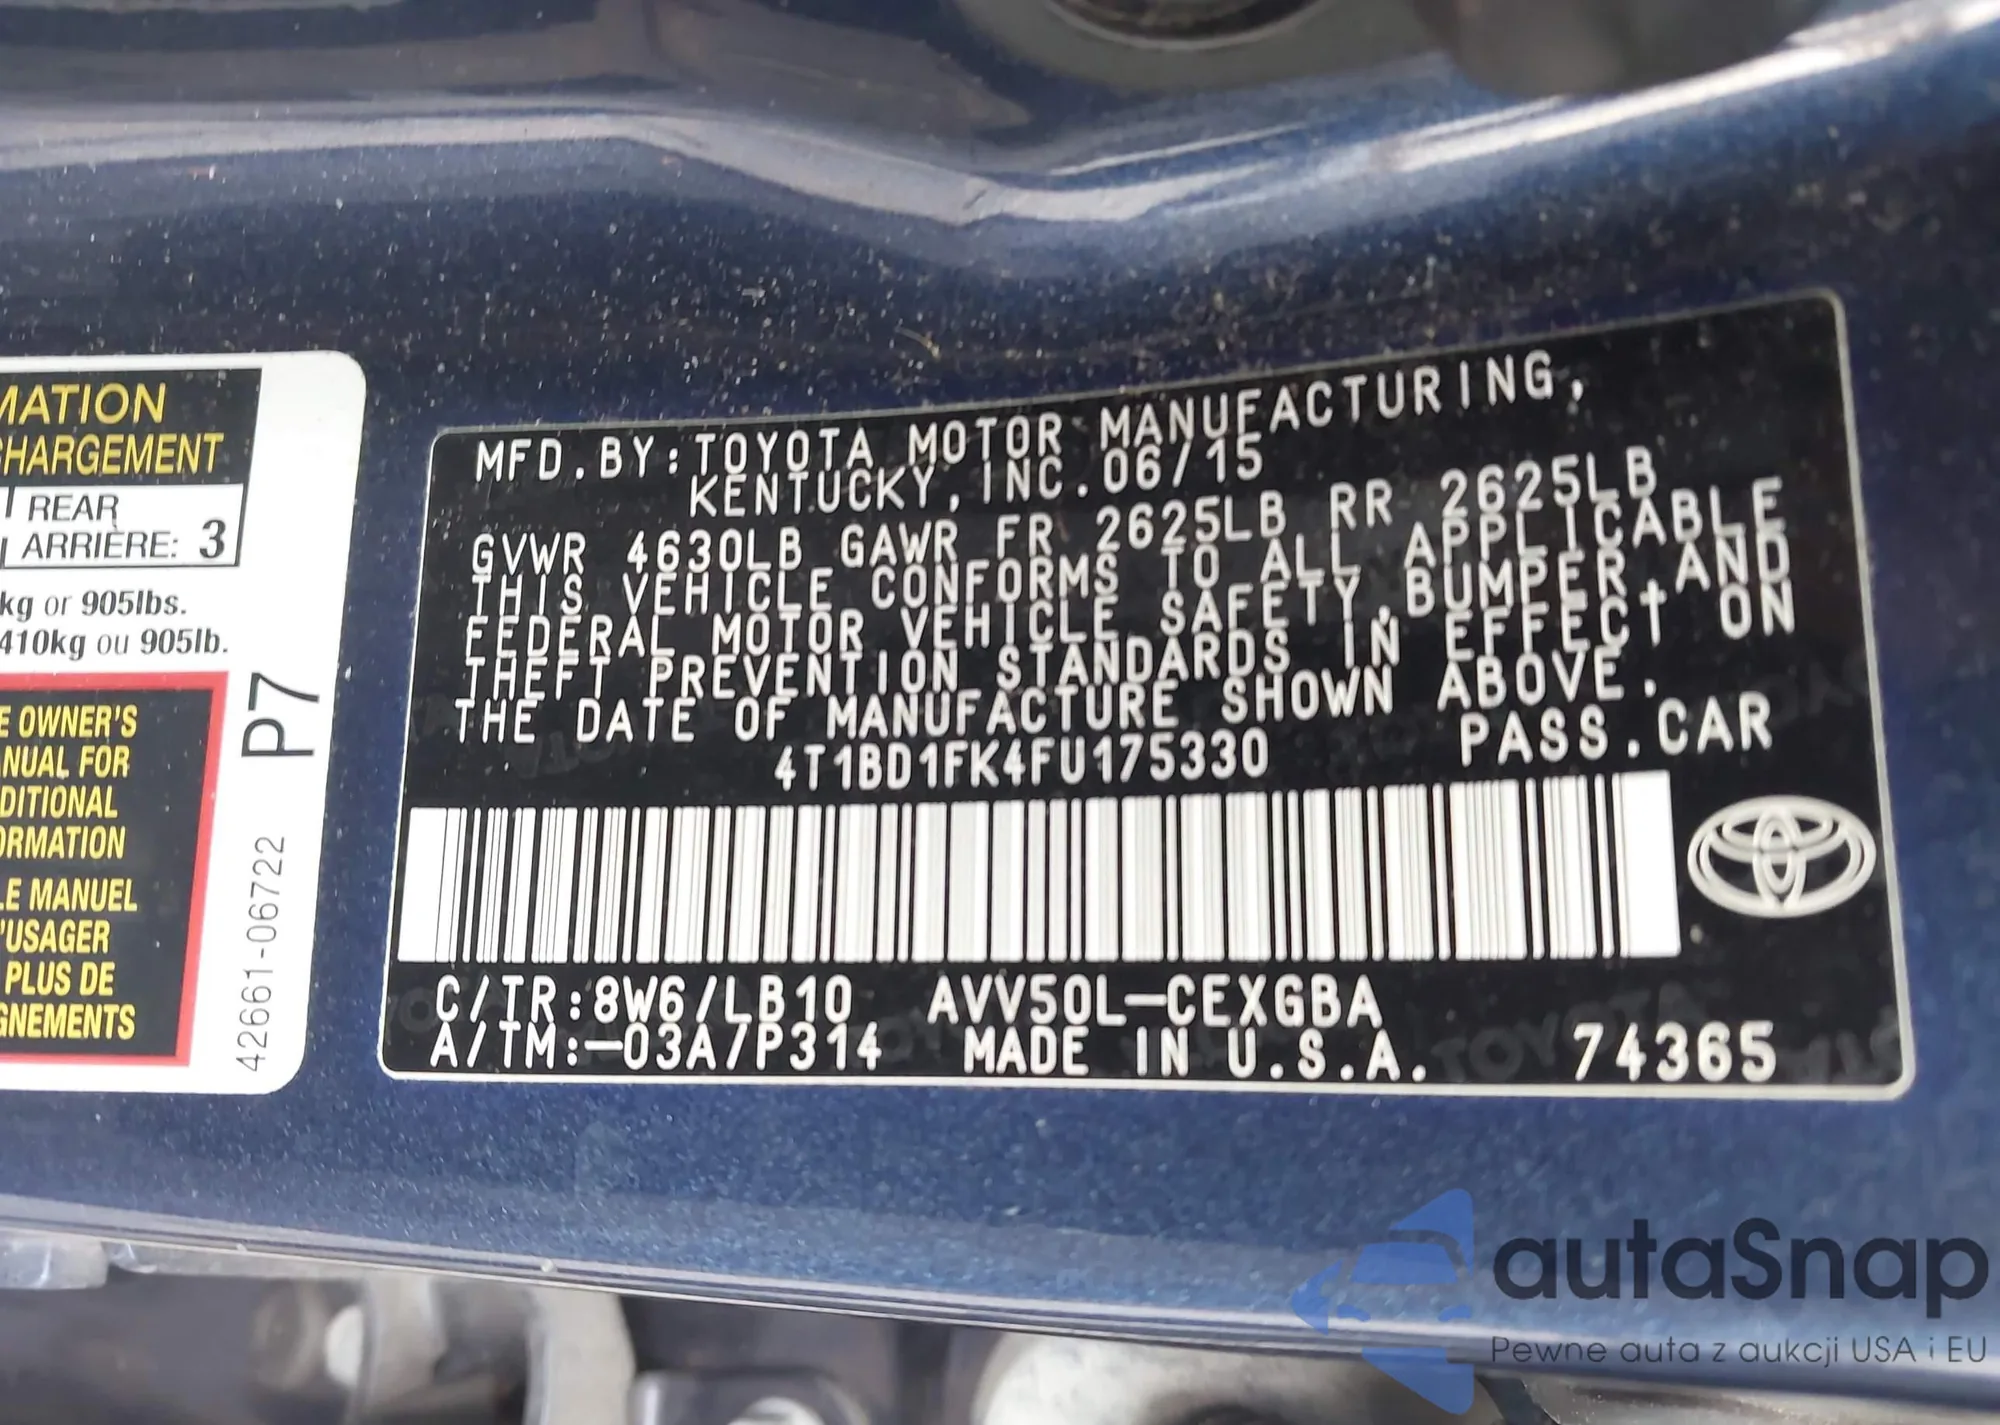 MATION
CHARGEMENT
REAR
ARRIÈRE: 3
kg or 905lbs.
410kg ou 905lb.
E OWNER'S
ANUAL FOR
DITIONAL
ORMATION
LE MANUEL
'USAGER
PLUS DE
GNEMENTS
P7
42661-06722
MFD.BY:TOYOTA MOTOR MANUFACTURING,
KENTUCKY, INC.06/15
GVWR 4630LB GAWR FR 2625LB RR 2625LB
THIS VEHICLE CONFORMS TO ALL APPLICABLE
FEDERAL MOTOR VEHICLE SAFETY,BUMPER,AND
THEFT PREVENTION STANDARDS IN EFFECT ON
THE DATE OF MANUFACTURE SHOWN ABOVE.
4T1BD1FK4FU175330 PASS.CAR
C/TR:8W6/LB10 AVV50L-CEXGBA
A/TM:-03A/P314 MADE IN U.S.A. 74365
autaSnap
Pewne auta z aukcji USA i EU